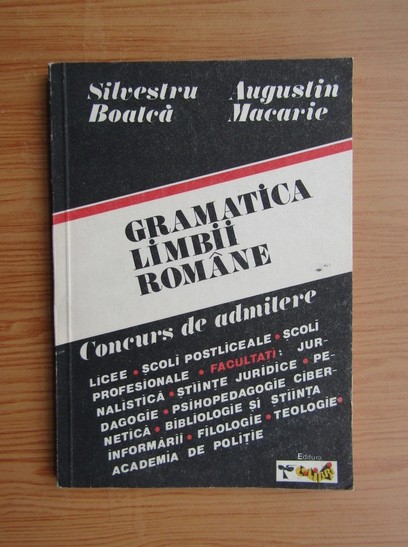 Silvestru Boatcă
Augustin Macarie
GRAMATICA
LIMBII
ROMÂNE
Concurs de admitere
LICEE • ŞCOLI POSTLICEALE • ŞCOLI
PROFESIONALE • FACULTATI: JUR-
NALISTICĂ • ŞTIINŢE JURIDICE • PE-
DAGOGIE • PSIHOPEDAGOGIE CIBER-
NETICĂ • BIBLIOLOGIE ŞI ŞTIINŢA
INFORMĂRII • FILOLOGIE • TEOLOGIE •
ACADEMIA DE POLIŢIE
Editura